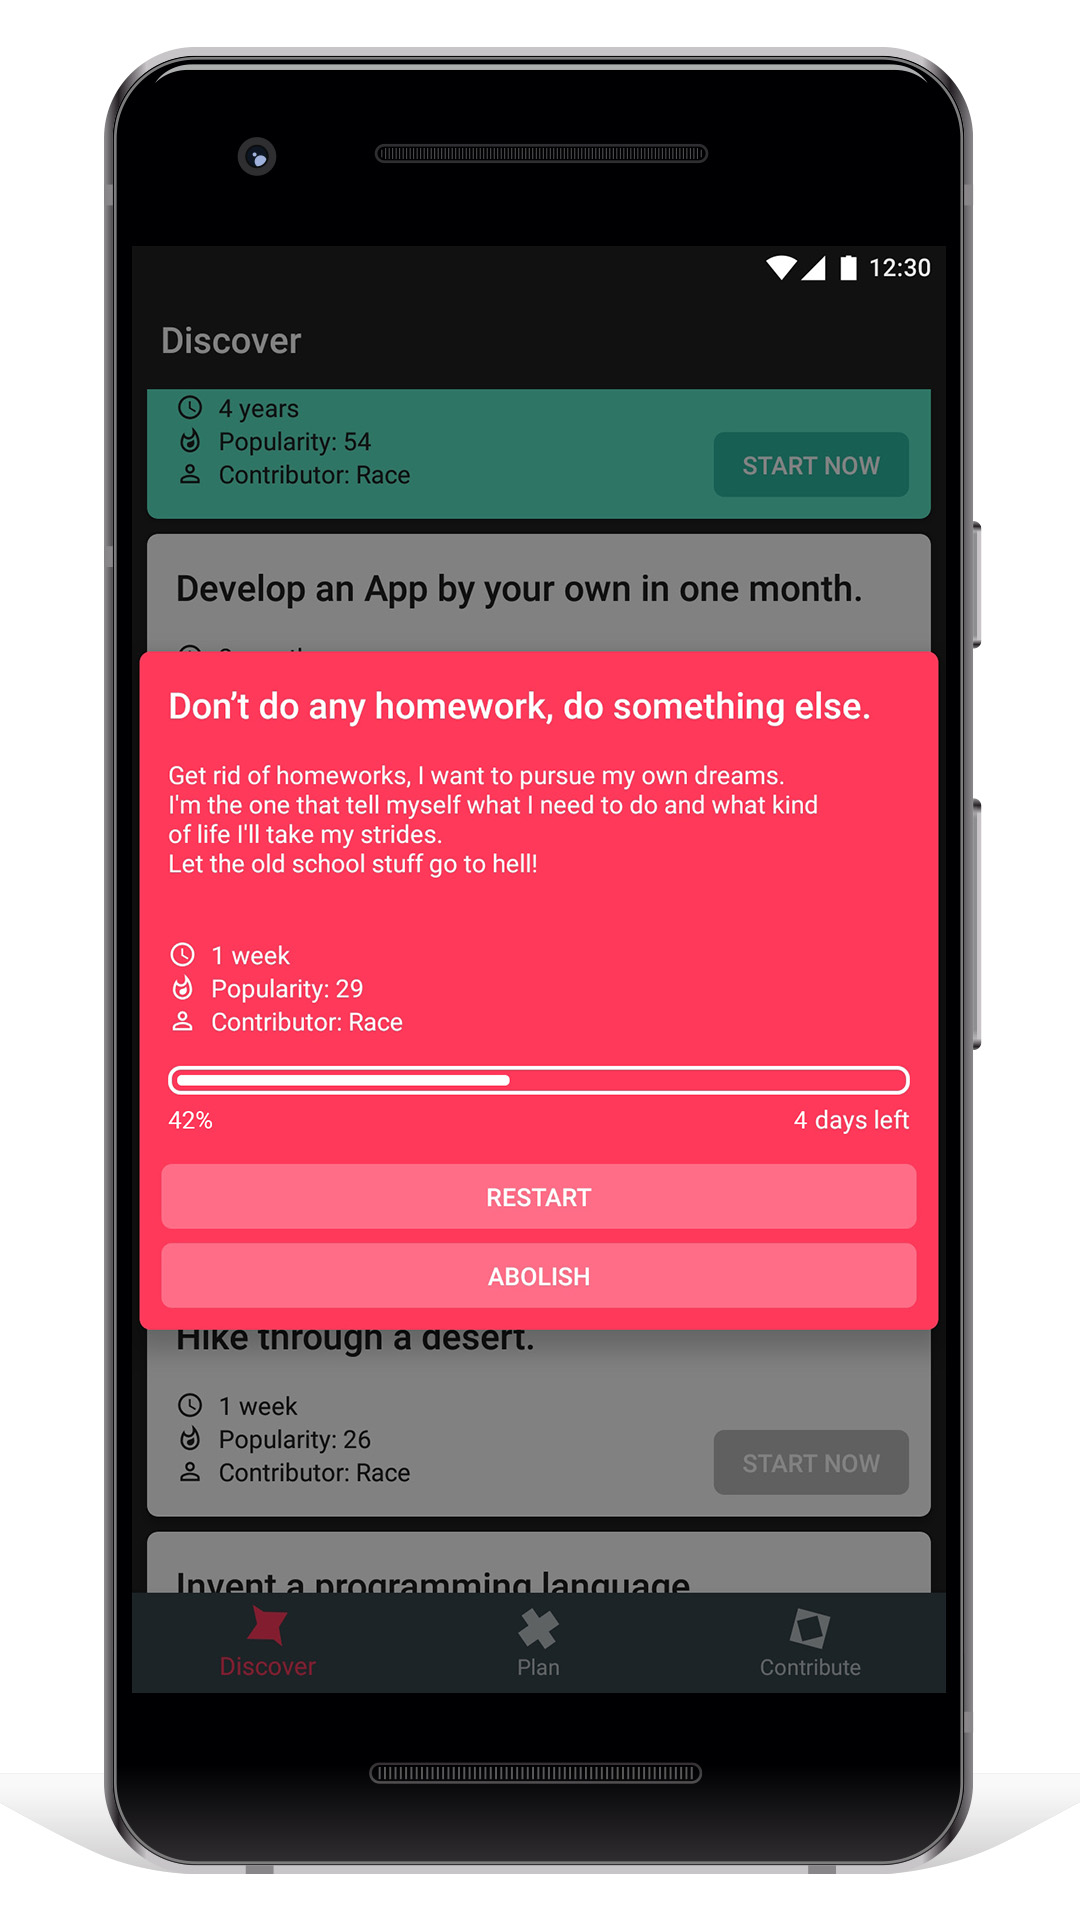 12:30
Discover
4 years
Popularity: 54
Contributor: Race
START NOW
Develop an App by your own in one month.
Don’t do any homework, do something else.
Get rid of homeworks, I want to pursue my own dreams.
I'm the one that tell myself what I need to do and what kind
of life I'll take my strides.
Let the old school stuff go to hell!
1 week
Popularity: 29
Contributor: Race
42%
4 days left
RESTART
ABOLISH
Hike through a desert.
1 week
Popularity: 26
Contributor: Race
START NOW
Invent a programming language
Discover
Plan
Contribute